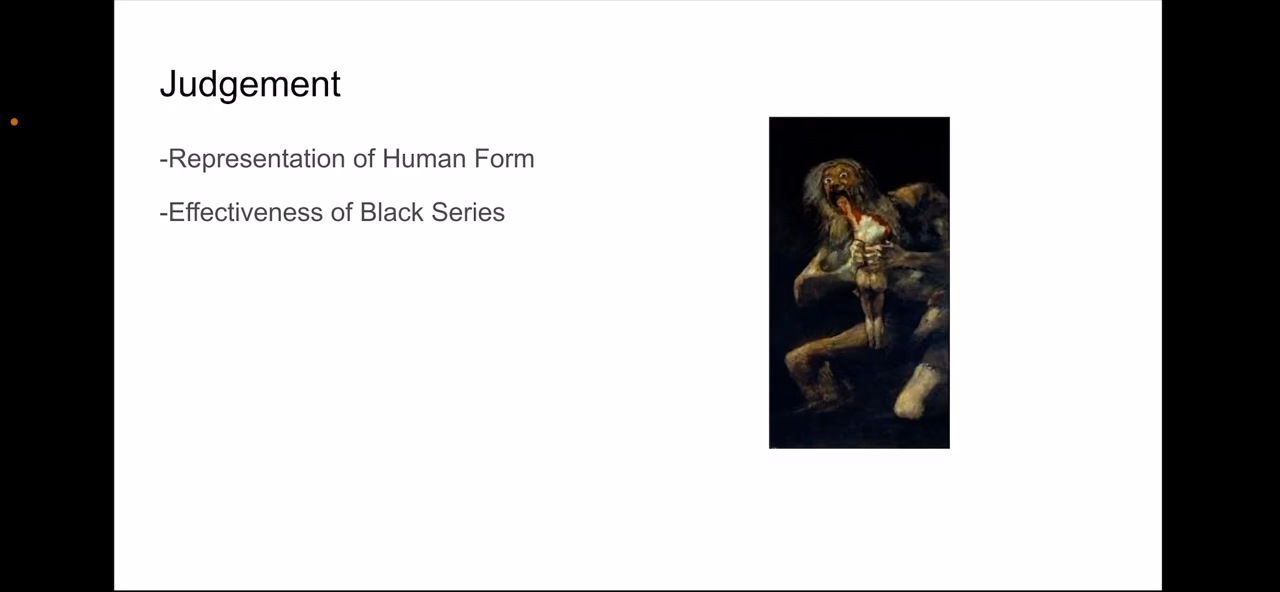 Judgement
-Representation of Human Form
-Effectiveness of Black Series